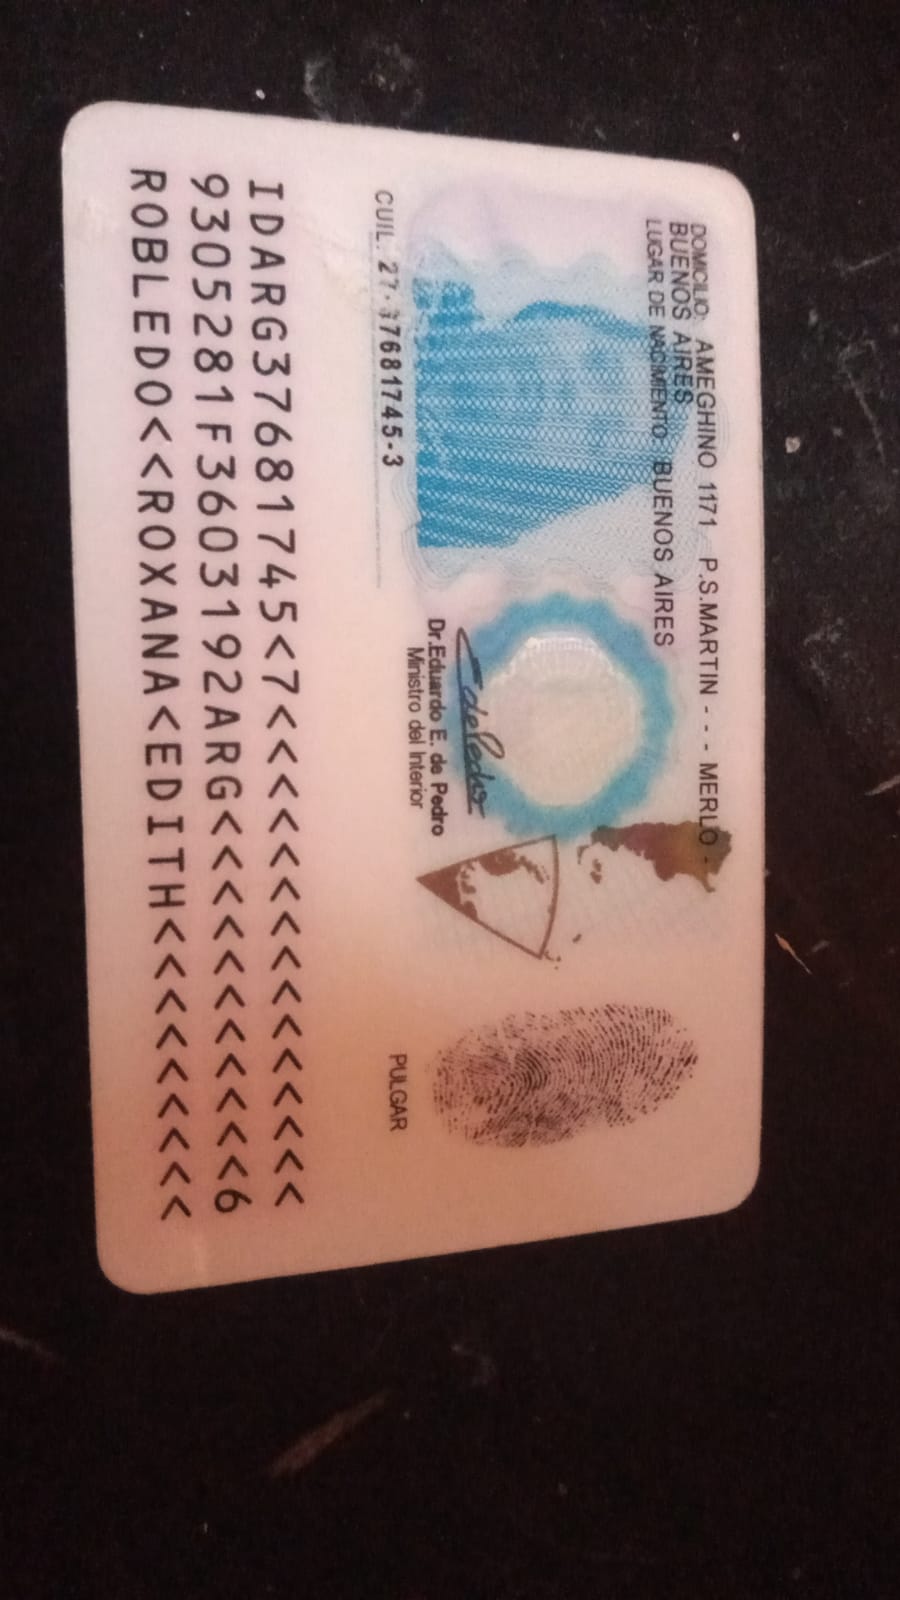 DOMICILIO: AMEGHINO 1171 P.S.MARTIN - - - MERLO -
BUENOS AIRES
LUGAR DE NACIMIENTO: BUENOS AIRES
Dr.Eduardo E. de Pedro
Ministro del Interior
CUIL: 27-37681745-3
PULGAR
IDARG37681745<7<<<<<<<<<<<<<<<
9305281F3603192ARG<<<<<<<<<<<6
ROBLEDO<<ROXANA<EDITH<<<<<<<<<